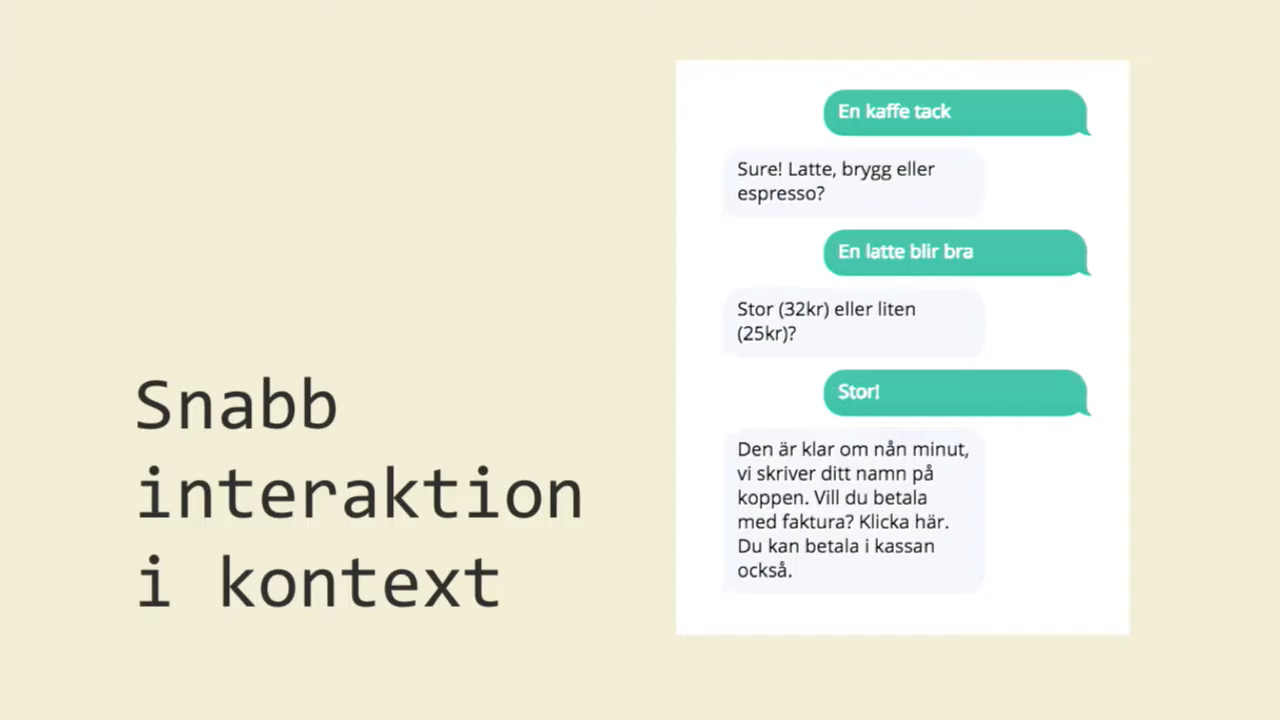 Snabb
interaktion
i kontext
En kaffe tack
Sure! Latte, brygg eller
espresso?
En latte blir bra
Stor (32kr) eller liten
(25kr)?
Stor!
Den är klar om nån minut,
vi skriver ditt namn på
koppen. Vill du betala
med faktura? Klicka här.
Du kan betala i kassan
också.